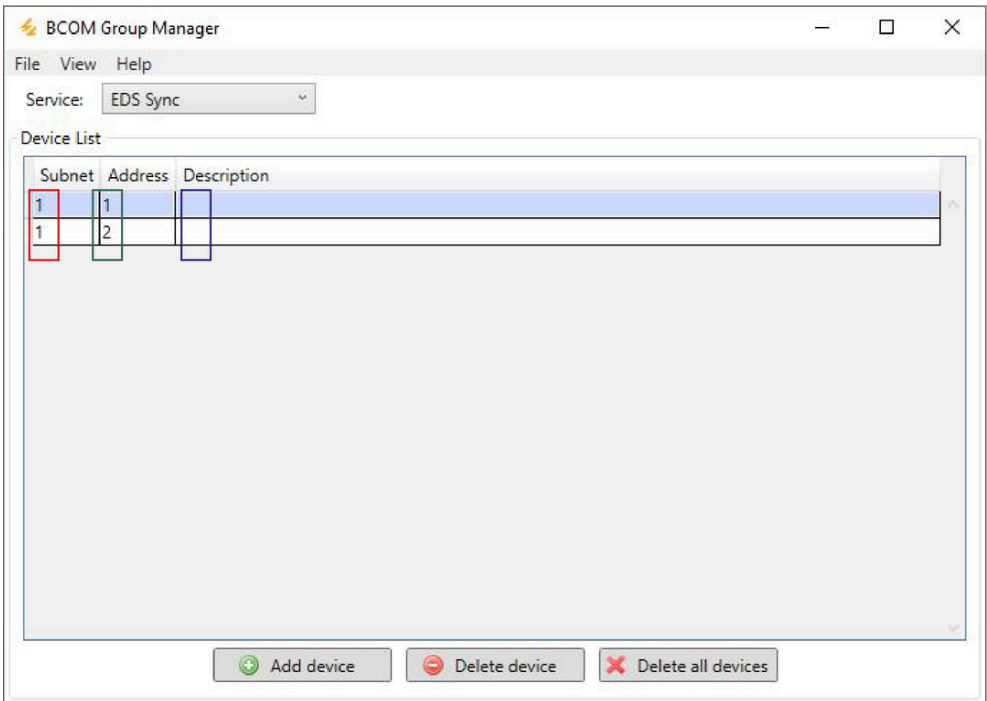 BCOM Group Manager
File View Help
Service: EDS Sync
Device List
Subnet Address Description
1 1
1 2
Add device Delete device Delete all devices